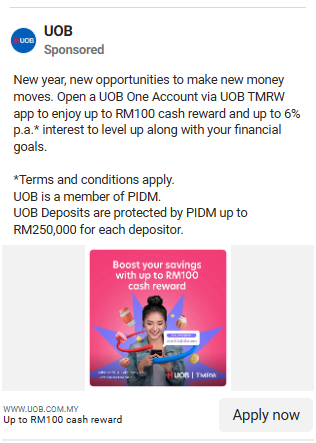 UOB
UOB
Sponsored
New year, new opportunities to make new money
moves. Open a UOB One Account via UOB TMRW
app to enjoy up to RM100 cash reward and up to 6%
p.a.* interest to level up along with your financial
goals.
*Terms and conditions apply.
UOB is a member of PIDM.
UOB Deposits are protected by PIDM up to
RM250,000 for each depositor.
Boost your savings
with up to RM100
cash reward
UOB | TMRW
WWW.UOB.COM.MY
Up to RM100 cash reward
Apply now